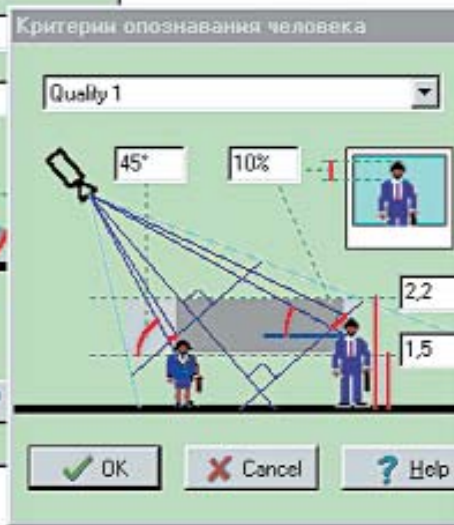 Критерии опознавания человека
Quality 1
45°
10%
2,2
1,5
OK
Cancel
Help